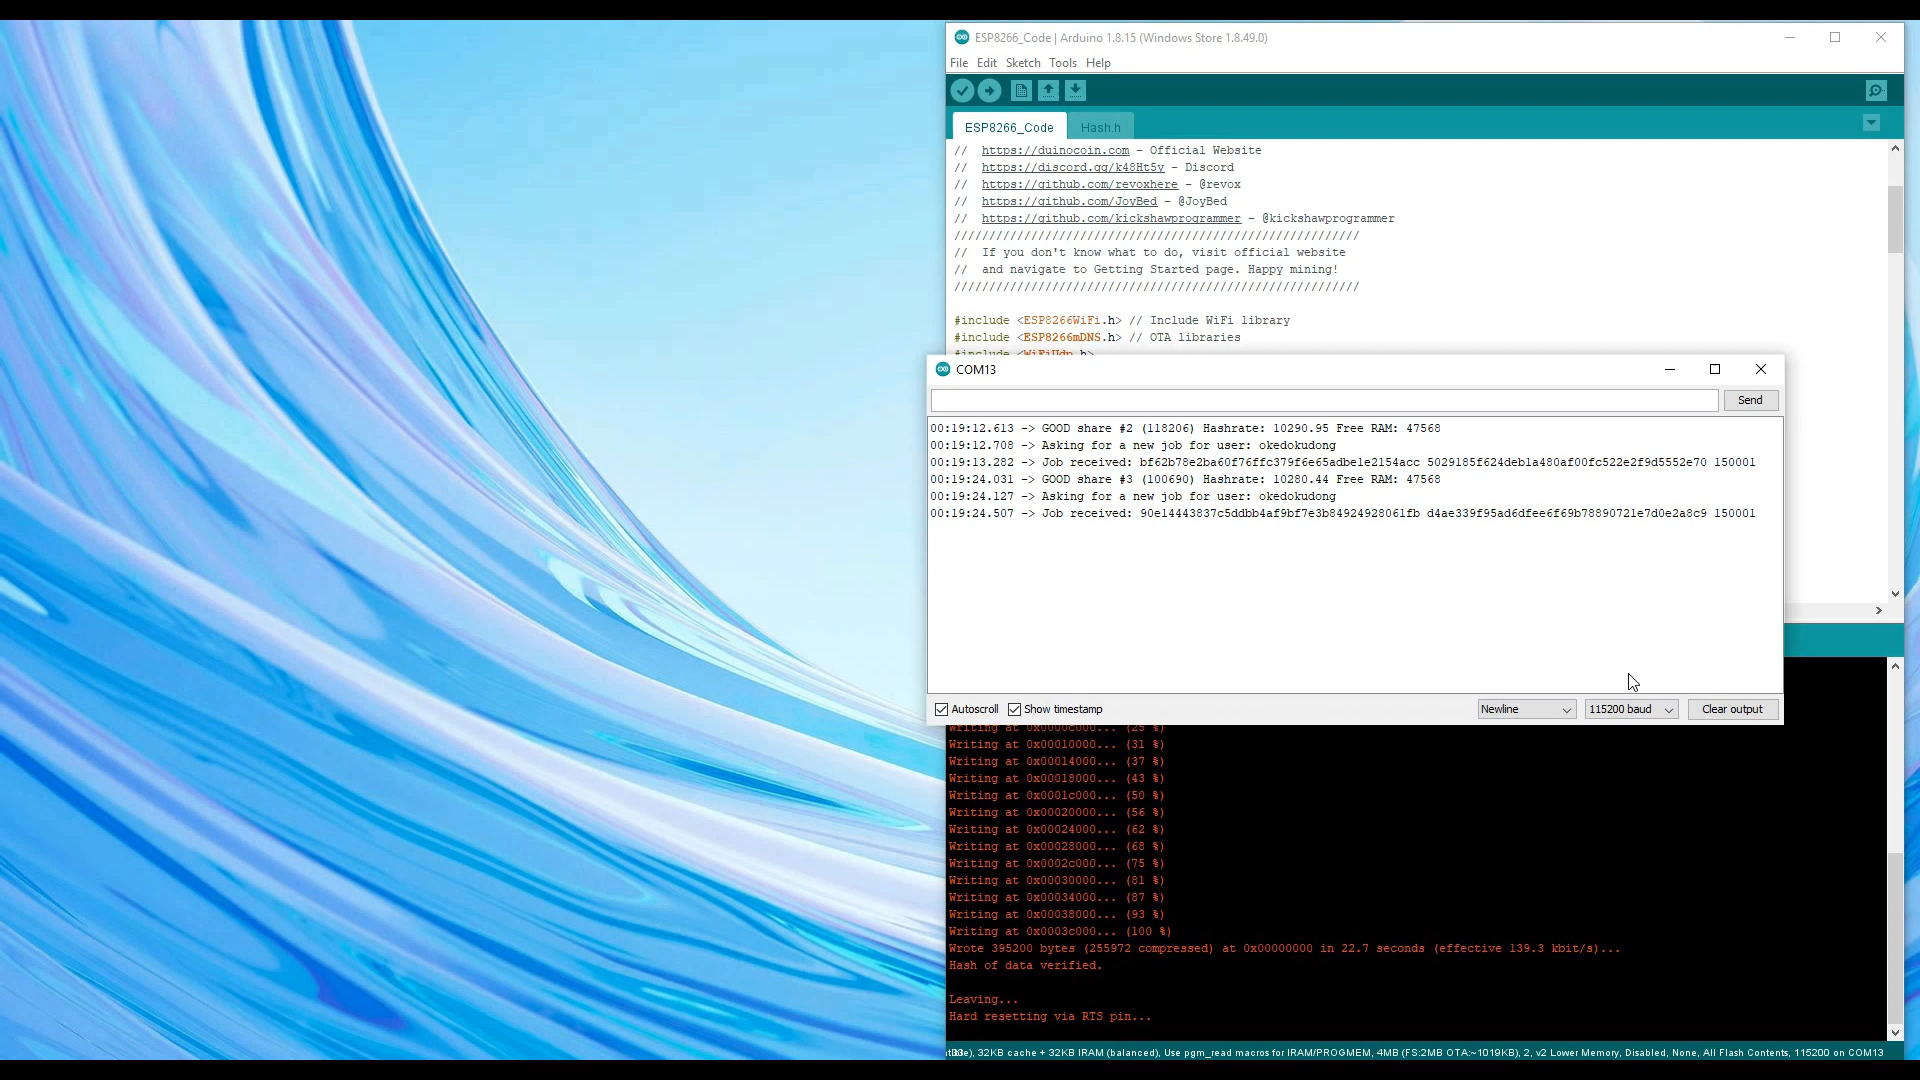 ESP8266_Code | Arduino 1.8.15 (Windows Store 1.8.49.0)
File Edit Sketch Tools Help
ESP8266_Code Hash.h
// https://duinocoin.com - Official Website
// https://discord.gg/k48Ht5y - Discord
// https://github.com/revoxhere - @revox
// https://github.com/JoyBed - @JoyBed
// https://github.com/kickshawprogrammer - @kickshawprogrammer
//////////////////////////////////////////////////////////
// If you don't know what to do, visit official website
// and navigate to Getting Started page. Happy mining!
//////////////////////////////////////////////////////////
#include <ESP8266WiFi.h> // Include WiFi library
#include <ESP8266mDNS.h> // OTA libraries
#include <WiFiUdp.h>
COM13
Send
00:19:12.613 -> GOOD share #2 (118206) Hashrate: 10290.95 Free RAM: 47568
00:19:12.708 -> Asking for a new job for user: okedokudong
00:19:13.282 -> Job received: bf62b78e2ba60f76ffc379f6e65adbe1e2154acc 5029185f624deb1a480af00fc522e2f9d5552e70 150001
00:19:24.031 -> GOOD share #3 (100690) Hashrate: 10280.44 Free RAM: 47568
00:19:24.127 -> Asking for a new job for user: okedokudong
00:19:24.507 -> Job received: 90e14443837c5ddbb4af9bf7e3b84924928061fb d4ae339f95ad6dfee6f69b78890721e7d0e2a8c9 150001
Autoscroll Show timestamp Newline 115200 baud Clear output
Writing at 0x0000c000... (25 %)
Writing at 0x00010000... (31 %)
Writing at 0x00014000... (37 %)
Writing at 0x00018000... (43 %)
Writing at 0x0001c000... (50 %)
Writing at 0x00020000... (56 %)
Writing at 0x00024000... (62 %)
Writing at 0x00028000... (68 %)
Writing at 0x0002c000... (75 %)
Writing at 0x00030000... (81 %)
Writing at 0x00034000... (87 %)
Writing at 0x00038000... (93 %)
Writing at 0x0003c000... (100 %)
Wrote 395200 bytes (255972 compressed) at 0x00000000 in 22.7 seconds (effective 139.3 kbit/s)...
Hash of data verified.
Leaving...
Hard resetting via RTS pin...
32KB cache + 32KB IRAM (balanced), Use pgm_read macros for IRAM/PROGMEM, 4MB (FS:2MB OTA:~1019KB), 2, v2 Lower Memory, Disabled, None, All Flash Contents, 115200 on COM13